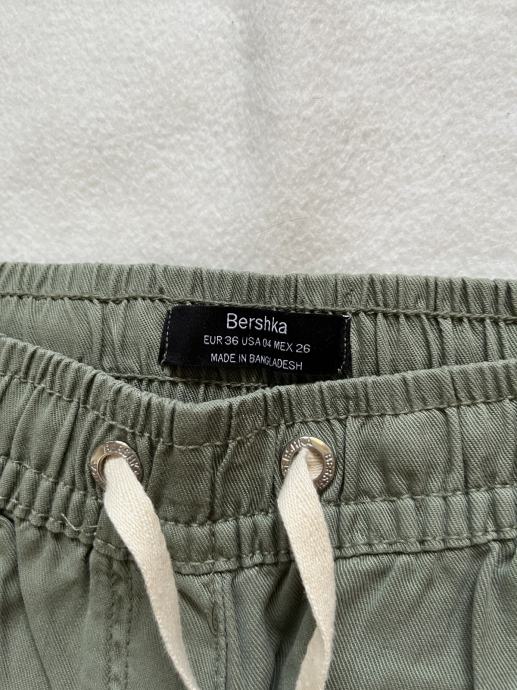 Bershka
EUR 36 USA 04 MEX 26
MADE IN BANGLADESH